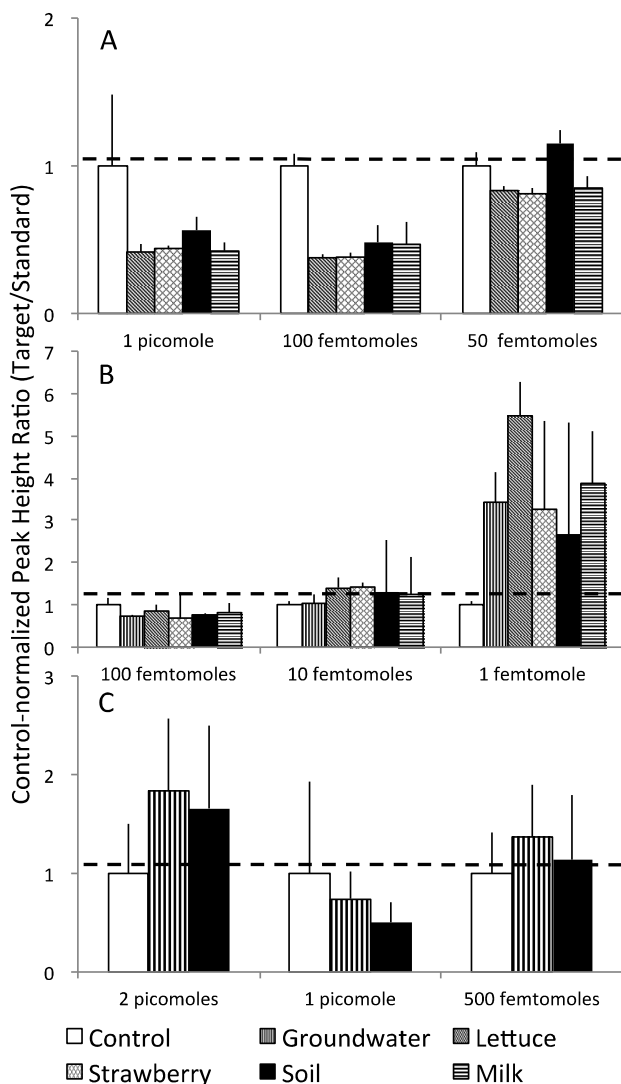 Control-normalized Peak Height Ratio (Target/Standard)
A
2
1
0
1 picomole 100 femtomoles 50 femtomoles
B
7
6
5
4
3
2
1
0
100 femtomoles 10 femtomoles 1 femtomole
C
3
2
1
0
2 picomoles 1 picomole 500 femtomoles
Control Groundwater Lettuce
Strawberry Soil Milk